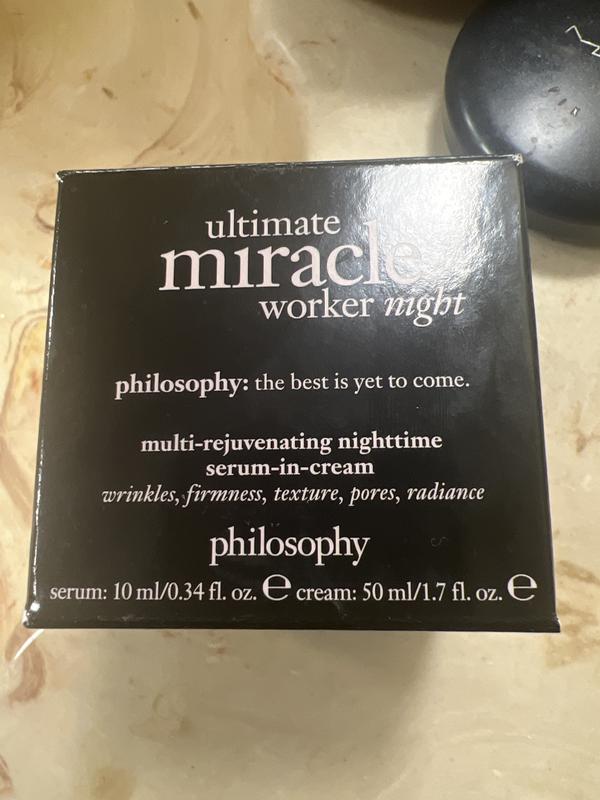 ultimate
miracle
worker night
philosophy: the best is yet to come.
multi-rejuvenating nighttime
serum-in-cream
wrinkles, firmness, texture, pores, radiance
philosophy
serum: 10 ml/0.34 fl. oz. ℮ cream: 50 ml/1.7 fl. oz. ℮